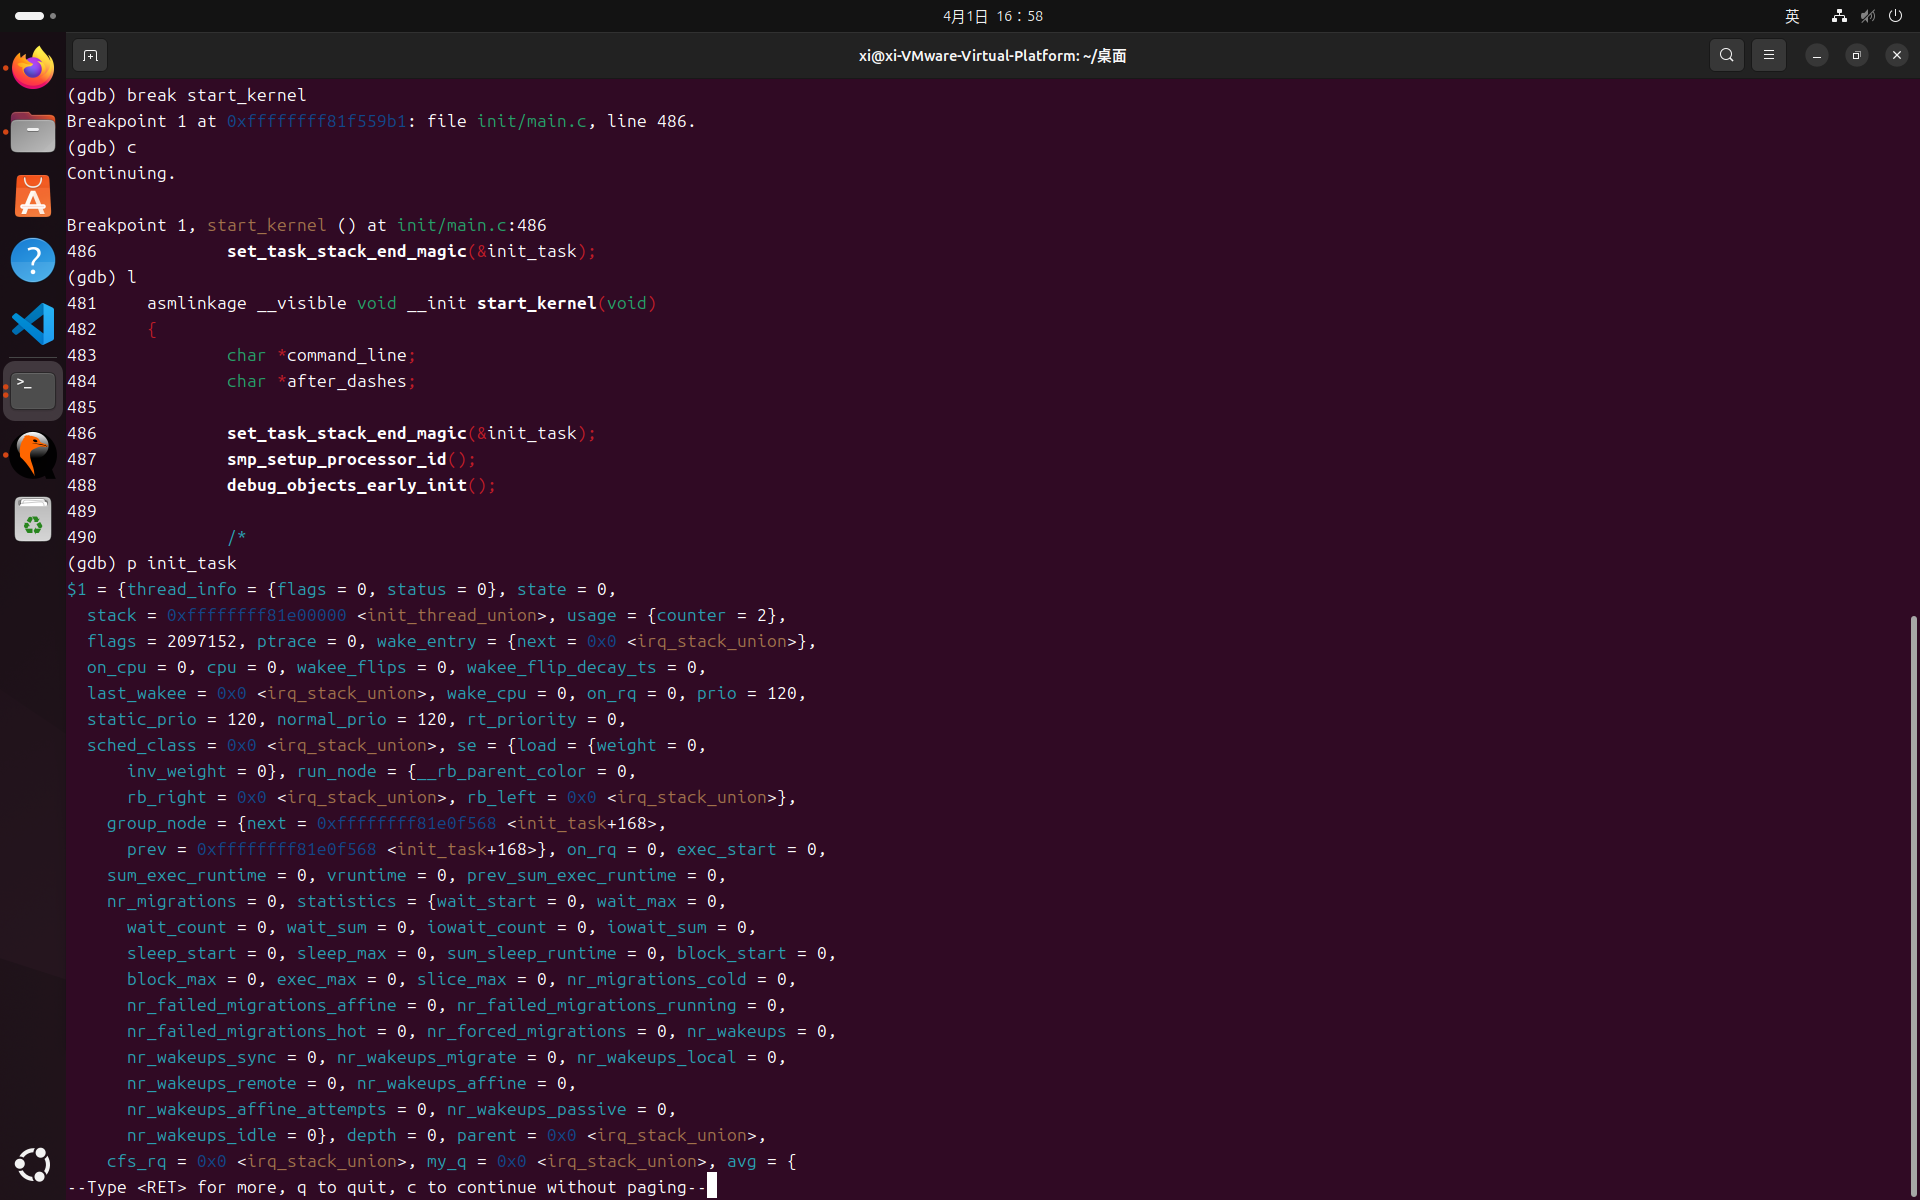 4月1日 16：58
英
xi@xi-VMware-Virtual-Platform: ~/桌面
(gdb) break start_kernel
Breakpoint 1 at 0xffffffff81f559b1: file init/main.c, line 486.
(gdb) c
Continuing.
Breakpoint 1, start_kernel () at init/main.c:486
486             set_task_stack_end_magic(&init_task);
(gdb) l
481     asmlinkage __visible void __init start_kernel(void)
482     {
483             char *command_line;
484             char *after_dashes;
485
486             set_task_stack_end_magic(&init_task);
487             smp_setup_processor_id();
488             debug_objects_early_init();
489
490             /*
(gdb) p init_task
$1 = {thread_info = {flags = 0, status = 0}, state = 0,
  stack = 0xffffffff81e00000 <init_thread_union>, usage = {counter = 2},
  flags = 2097152, ptrace = 0, wake_entry = {next = 0x0 <irq_stack_union>},
  on_cpu = 0, cpu = 0, wakee_flips = 0, wakee_flip_decay_ts = 0,
  last_wakee = 0x0 <irq_stack_union>, wake_cpu = 0, on_rq = 0, prio = 120,
  static_prio = 120, normal_prio = 120, rt_priority = 0,
  sched_class = 0x0 <irq_stack_union>, se = {load = {weight = 0,
      inv_weight = 0}, run_node = {__rb_parent_color = 0,
      rb_right = 0x0 <irq_stack_union>, rb_left = 0x0 <irq_stack_union>},
    group_node = {next = 0xffffffff81e0f568 <init_task+168>,
      prev = 0xffffffff81e0f568 <init_task+168>}, on_rq = 0, exec_start = 0,
    sum_exec_runtime = 0, vruntime = 0, prev_sum_exec_runtime = 0,
    nr_migrations = 0, statistics = {wait_start = 0, wait_max = 0,
      wait_count = 0, wait_sum = 0, iowait_count = 0, iowait_sum = 0,
      sleep_start = 0, sleep_max = 0, sum_sleep_runtime = 0, block_start = 0,
      block_max = 0, exec_max = 0, slice_max = 0, nr_migrations_cold = 0,
      nr_failed_migrations_affine = 0, nr_failed_migrations_running = 0,
      nr_failed_migrations_hot = 0, nr_forced_migrations = 0, nr_wakeups = 0,
      nr_wakeups_sync = 0, nr_wakeups_migrate = 0, nr_wakeups_local = 0,
      nr_wakeups_remote = 0, nr_wakeups_affine = 0,
      nr_wakeups_affine_attempts = 0, nr_wakeups_passive = 0,
      nr_wakeups_idle = 0}, depth = 0, parent = 0x0 <irq_stack_union>,
    cfs_rq = 0x0 <irq_stack_union>, my_q = 0x0 <irq_stack_union>, avg = {
--Type <RET> for more, q to quit, c to continue without paging--